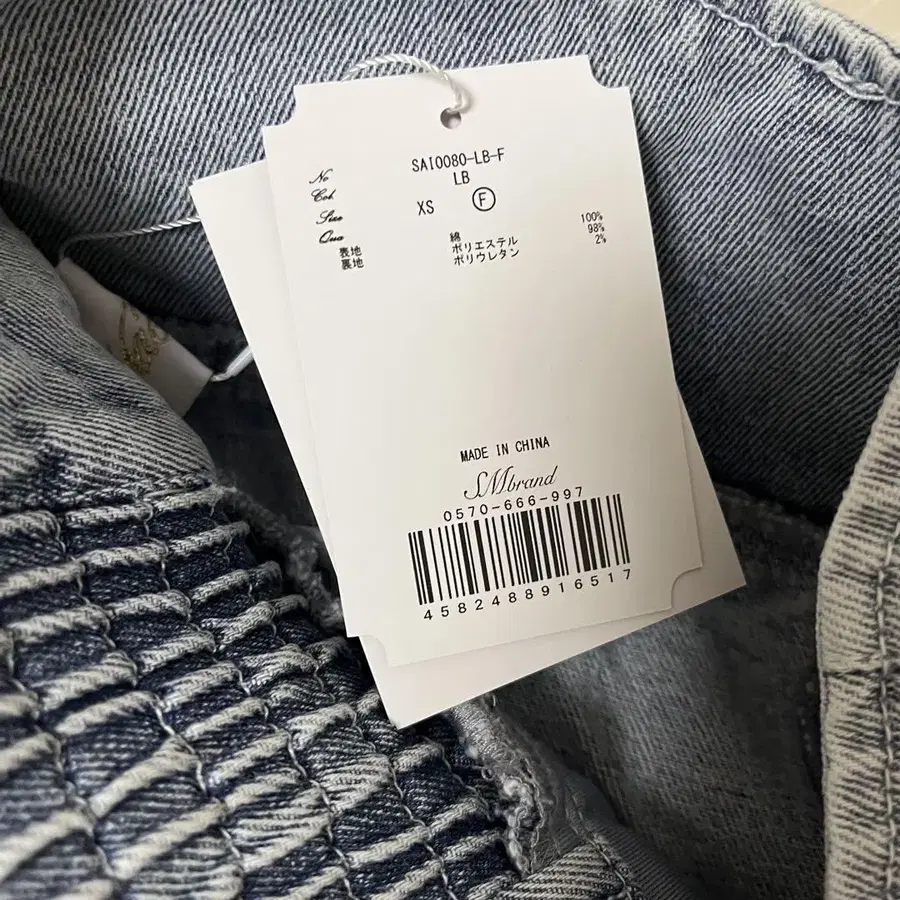 No SAI0080-LB-F
Col LB
Size XS Ⓕ
Qua
表地 綿 100%
裏地 ポリエステル 98%
ポリウレタン 2%
MADE IN CHINA
SMbrand
0570-666-997
4582488916517